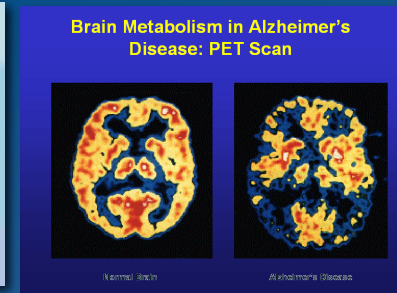 Brain Metabolism in Alzheimer's
Disease: PET Scan
Normal Brain
Alzheimer's Disease